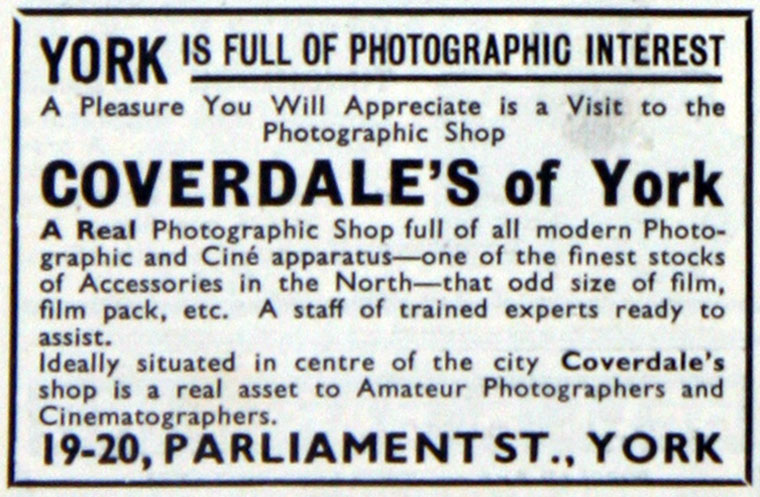 YORK IS FULL OF PHOTOGRAPHIC INTEREST
A Pleasure You Will Appreciate is a Visit to the
Photographic Shop
COVERDALE'S of York
A Real Photographic Shop full of all modern Photo-
graphic and Ciné apparatus—one of the finest stocks
of Accessories in the North—that odd size of film,
film pack, etc. A staff of trained experts ready to
assist.
Ideally situated in centre of the city Coverdale's
shop is a real asset to Amateur Photographers and
Cinematographers.
19-20, PARLIAMENT ST., YORK